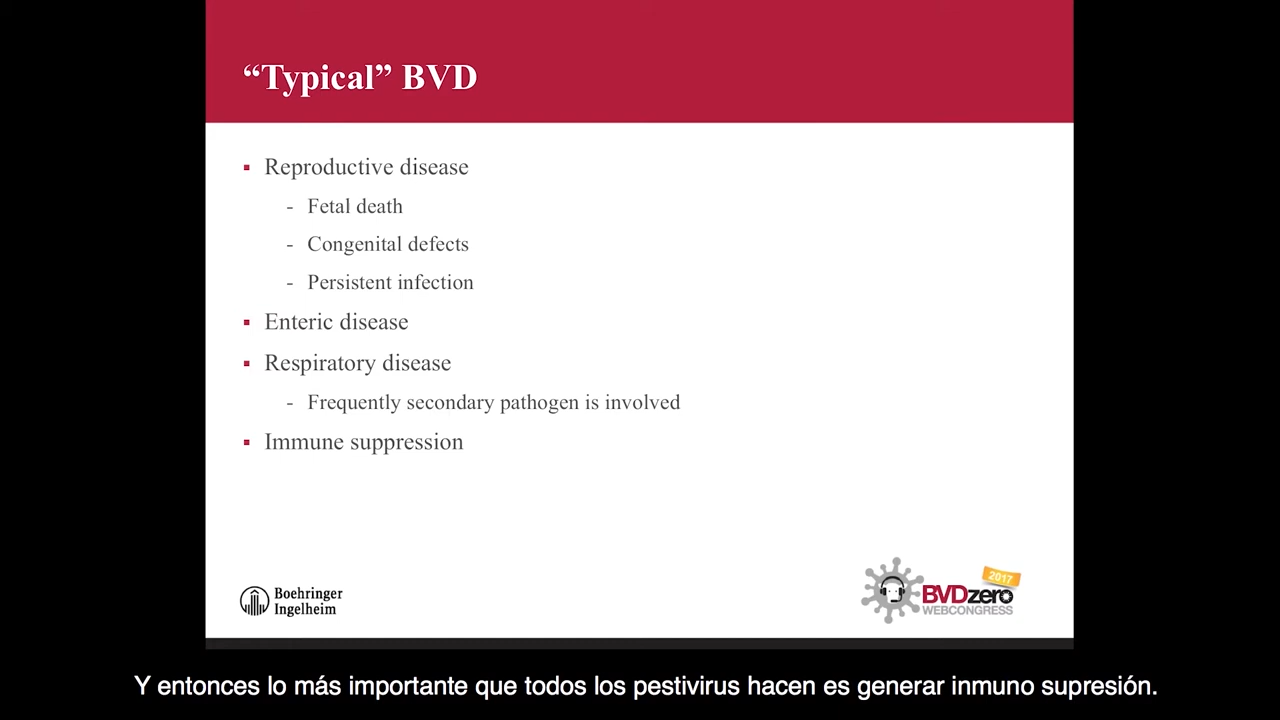 “Typical” BVD
▪ Reproductive disease
- Fetal death
- Congenital defects
- Persistent infection
▪ Enteric disease
▪ Respiratory disease
- Frequently secondary pathogen is involved
▪ Immune suppression
Boehringer
Ingelheim
2017
BVDzero
WEBCONGRESS
Y entonces lo más importante que todos los pestivirus hacen es generar inmuno supresión.